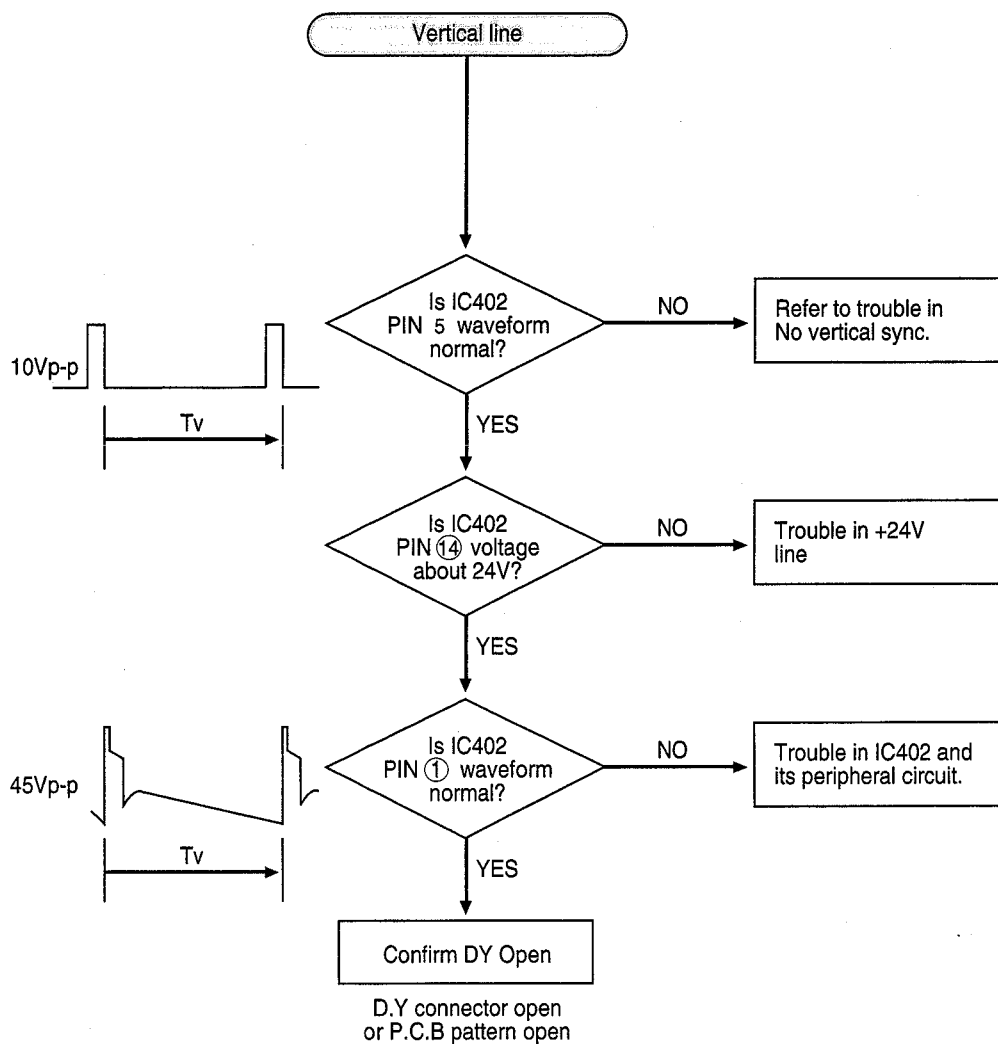 Vertical line
Is IC402
PIN 5 waveform
normal?
NO
Refer to trouble in
No vertical sync.
10Vp-p
Tv
YES
Is IC402
PIN ⑭ voltage
about 24V?
NO
Trouble in +24V
line
YES
Is IC402
PIN ① waveform
normal?
NO
Trouble in IC402 and
its peripheral circuit.
45Vp-p
Tv
YES
Confirm DY Open
D.Y connector open
or P.C.B pattern open